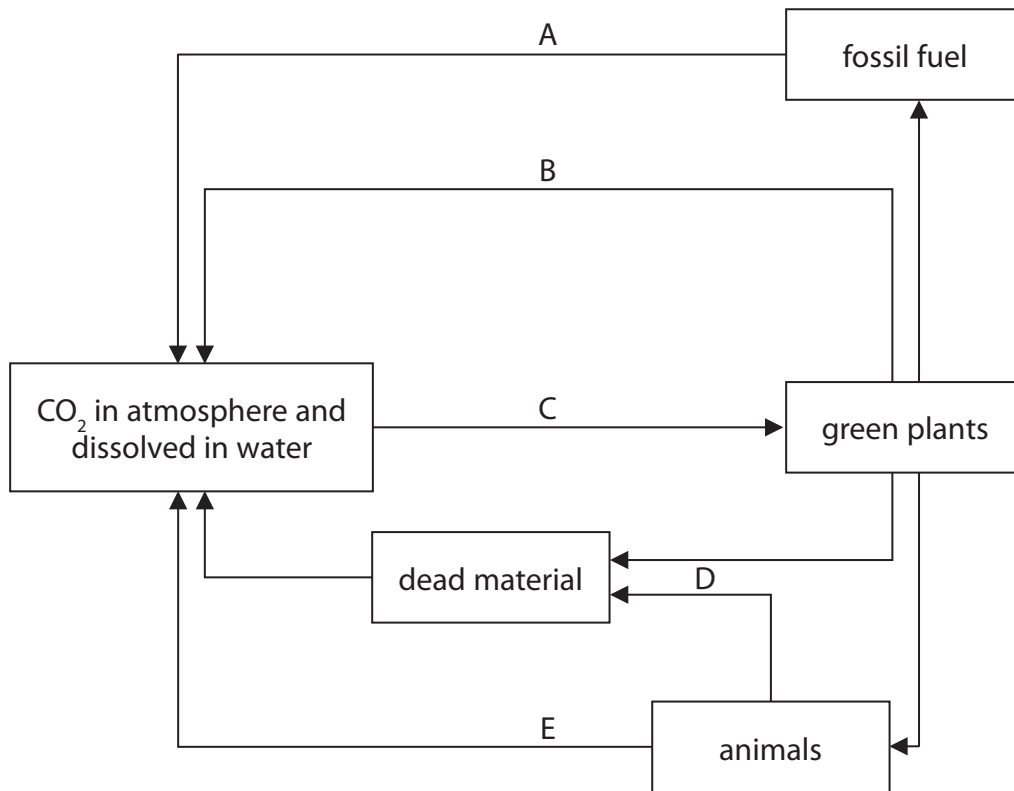 A
fossil fuel
B
CO₂ in atmosphere and
dissolved in water
C
green plants
dead material
D
E
animals